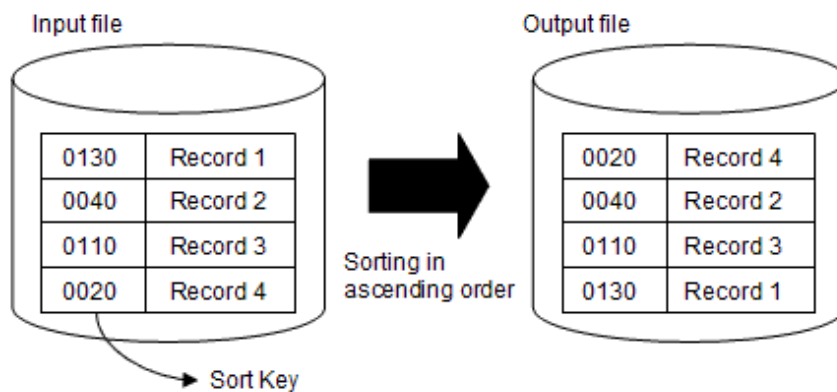 Input file
0130 Record 1
0040 Record 2
0110 Record 3
0020 Record 4
Sort Key
Sorting in
ascending order
Output file
0020 Record 4
0040 Record 2
0110 Record 3
0130 Record 1